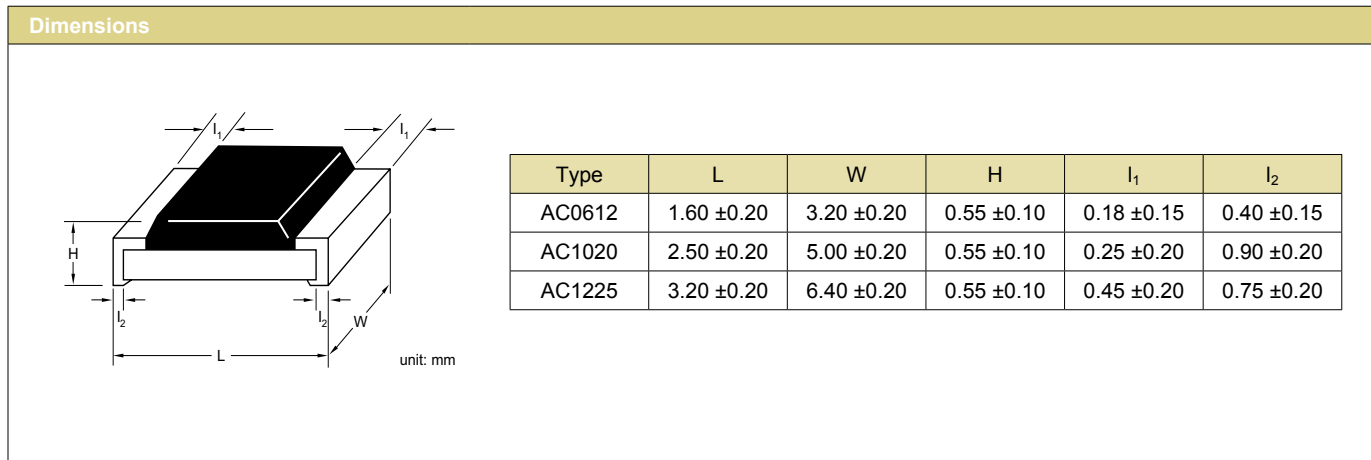 Dimensions
l₁ l₁
H
l₂ l₂
W
L
unit: mm
Type L W H l₁ l₂
AC0612 1.60 ±0.20 3.20 ±0.20 0.55 ±0.10 0.18 ±0.15 0.40 ±0.15
AC1020 2.50 ±0.20 5.00 ±0.20 0.55 ±0.10 0.25 ±0.20 0.90 ±0.20
AC1225 3.20 ±0.20 6.40 ±0.20 0.55 ±0.10 0.45 ±0.20 0.75 ±0.20